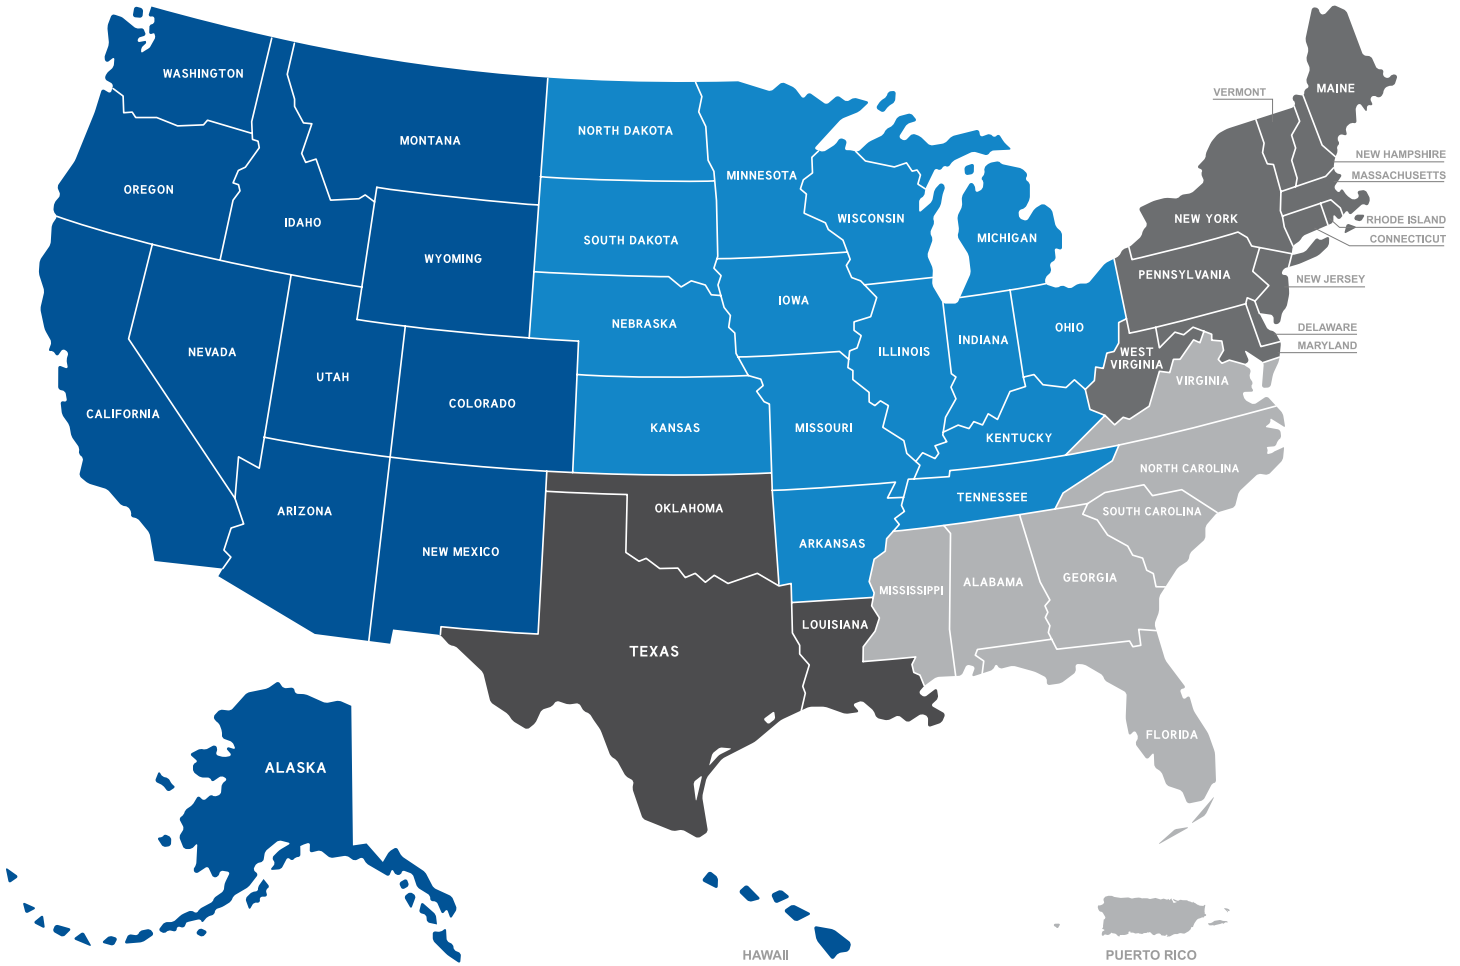 WASHINGTON
MAINE
VERMONT
NORTH DAKOTA
MONTANA
NEW HAMPSHIRE
MINNESOTA
MASSACHUSETTS
OREGON
WISCONSIN
NEW YORK
RHODE ISLAND
IDAHO
SOUTH DAKOTA
MICHIGAN
CONNECTICUT
WYOMING
PENNSYLVANIA
NEW JERSEY
IOWA
NEBRASKA
OHIO
DELAWARE
INDIANA
MARYLAND
NEVADA
ILLINOIS
WEST
VIRGINIA
UTAH
VIRGINIA
COLORADO
CALIFORNIA
KANSAS
MISSOURI
KENTUCKY
NORTH CAROLINA
TENNESSEE
OKLAHOMA
ARIZONA
SOUTH CAROLINA
ARKANSAS
NEW MEXICO
GEORGIA
ALABAMA
MISSISSIPPI
LOUISIANA
TEXAS
FLORIDA
ALASKA
HAWAII
PUERTO RICO